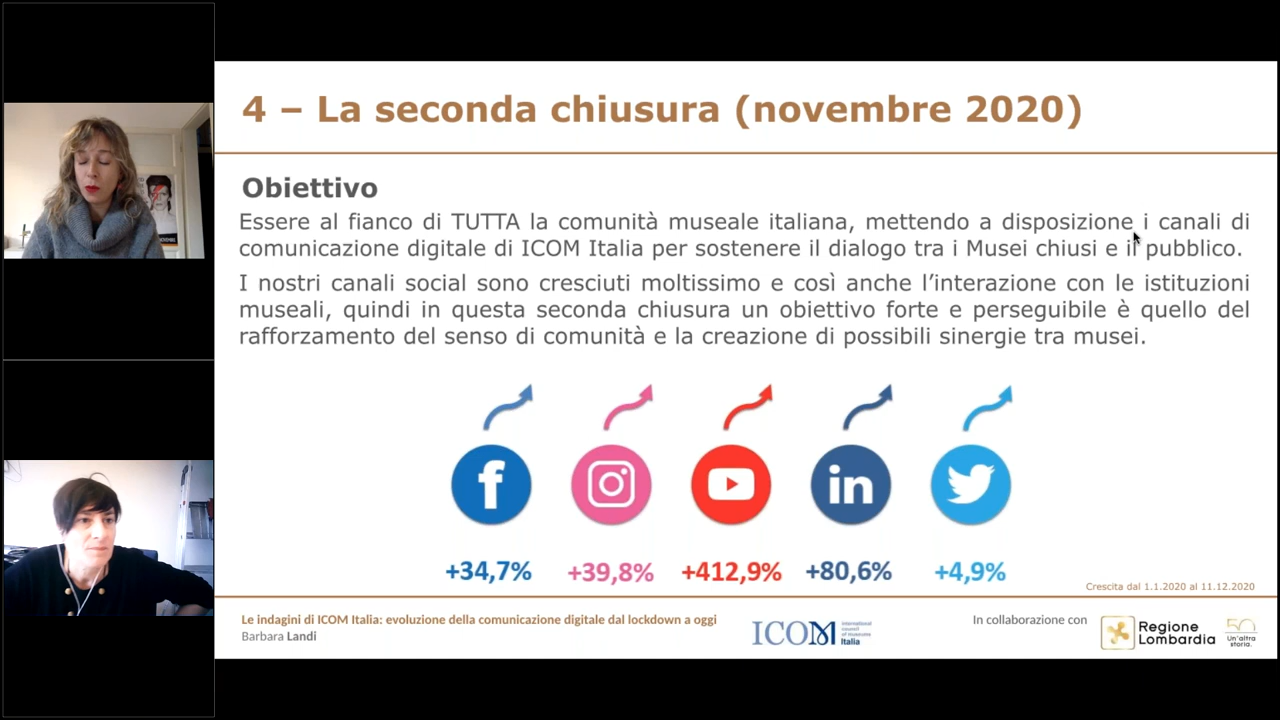 4 – La seconda chiusura (novembre 2020)
Obiettivo
Essere al fianco di TUTTA la comunità museale italiana, mettendo a disposizione i canali di
comunicazione digitale di ICOM Italia per sostenere il dialogo tra i Musei chiusi e il pubblico.
I nostri canali social sono cresciuti moltissimo e così anche l’interazione con le istituzioni
museali, quindi in questa seconda chiusura un obiettivo forte e perseguibile è quello del
rafforzamento del senso di comunità e la creazione di possibili sinergie tra musei.
f
in
+34,7% +39,8% +412,9% +80,6% +4,9%
Crescita dal 1.1.2020 al 11.12.2020
Le indagini di ICOM Italia: evoluzione della comunicazione digitale dal lockdown a oggi
Barbara Landi
ICOM international
council
of museums
Italia
In collaborazione con
Regione
Lombardia
50
Un'altra
storia.